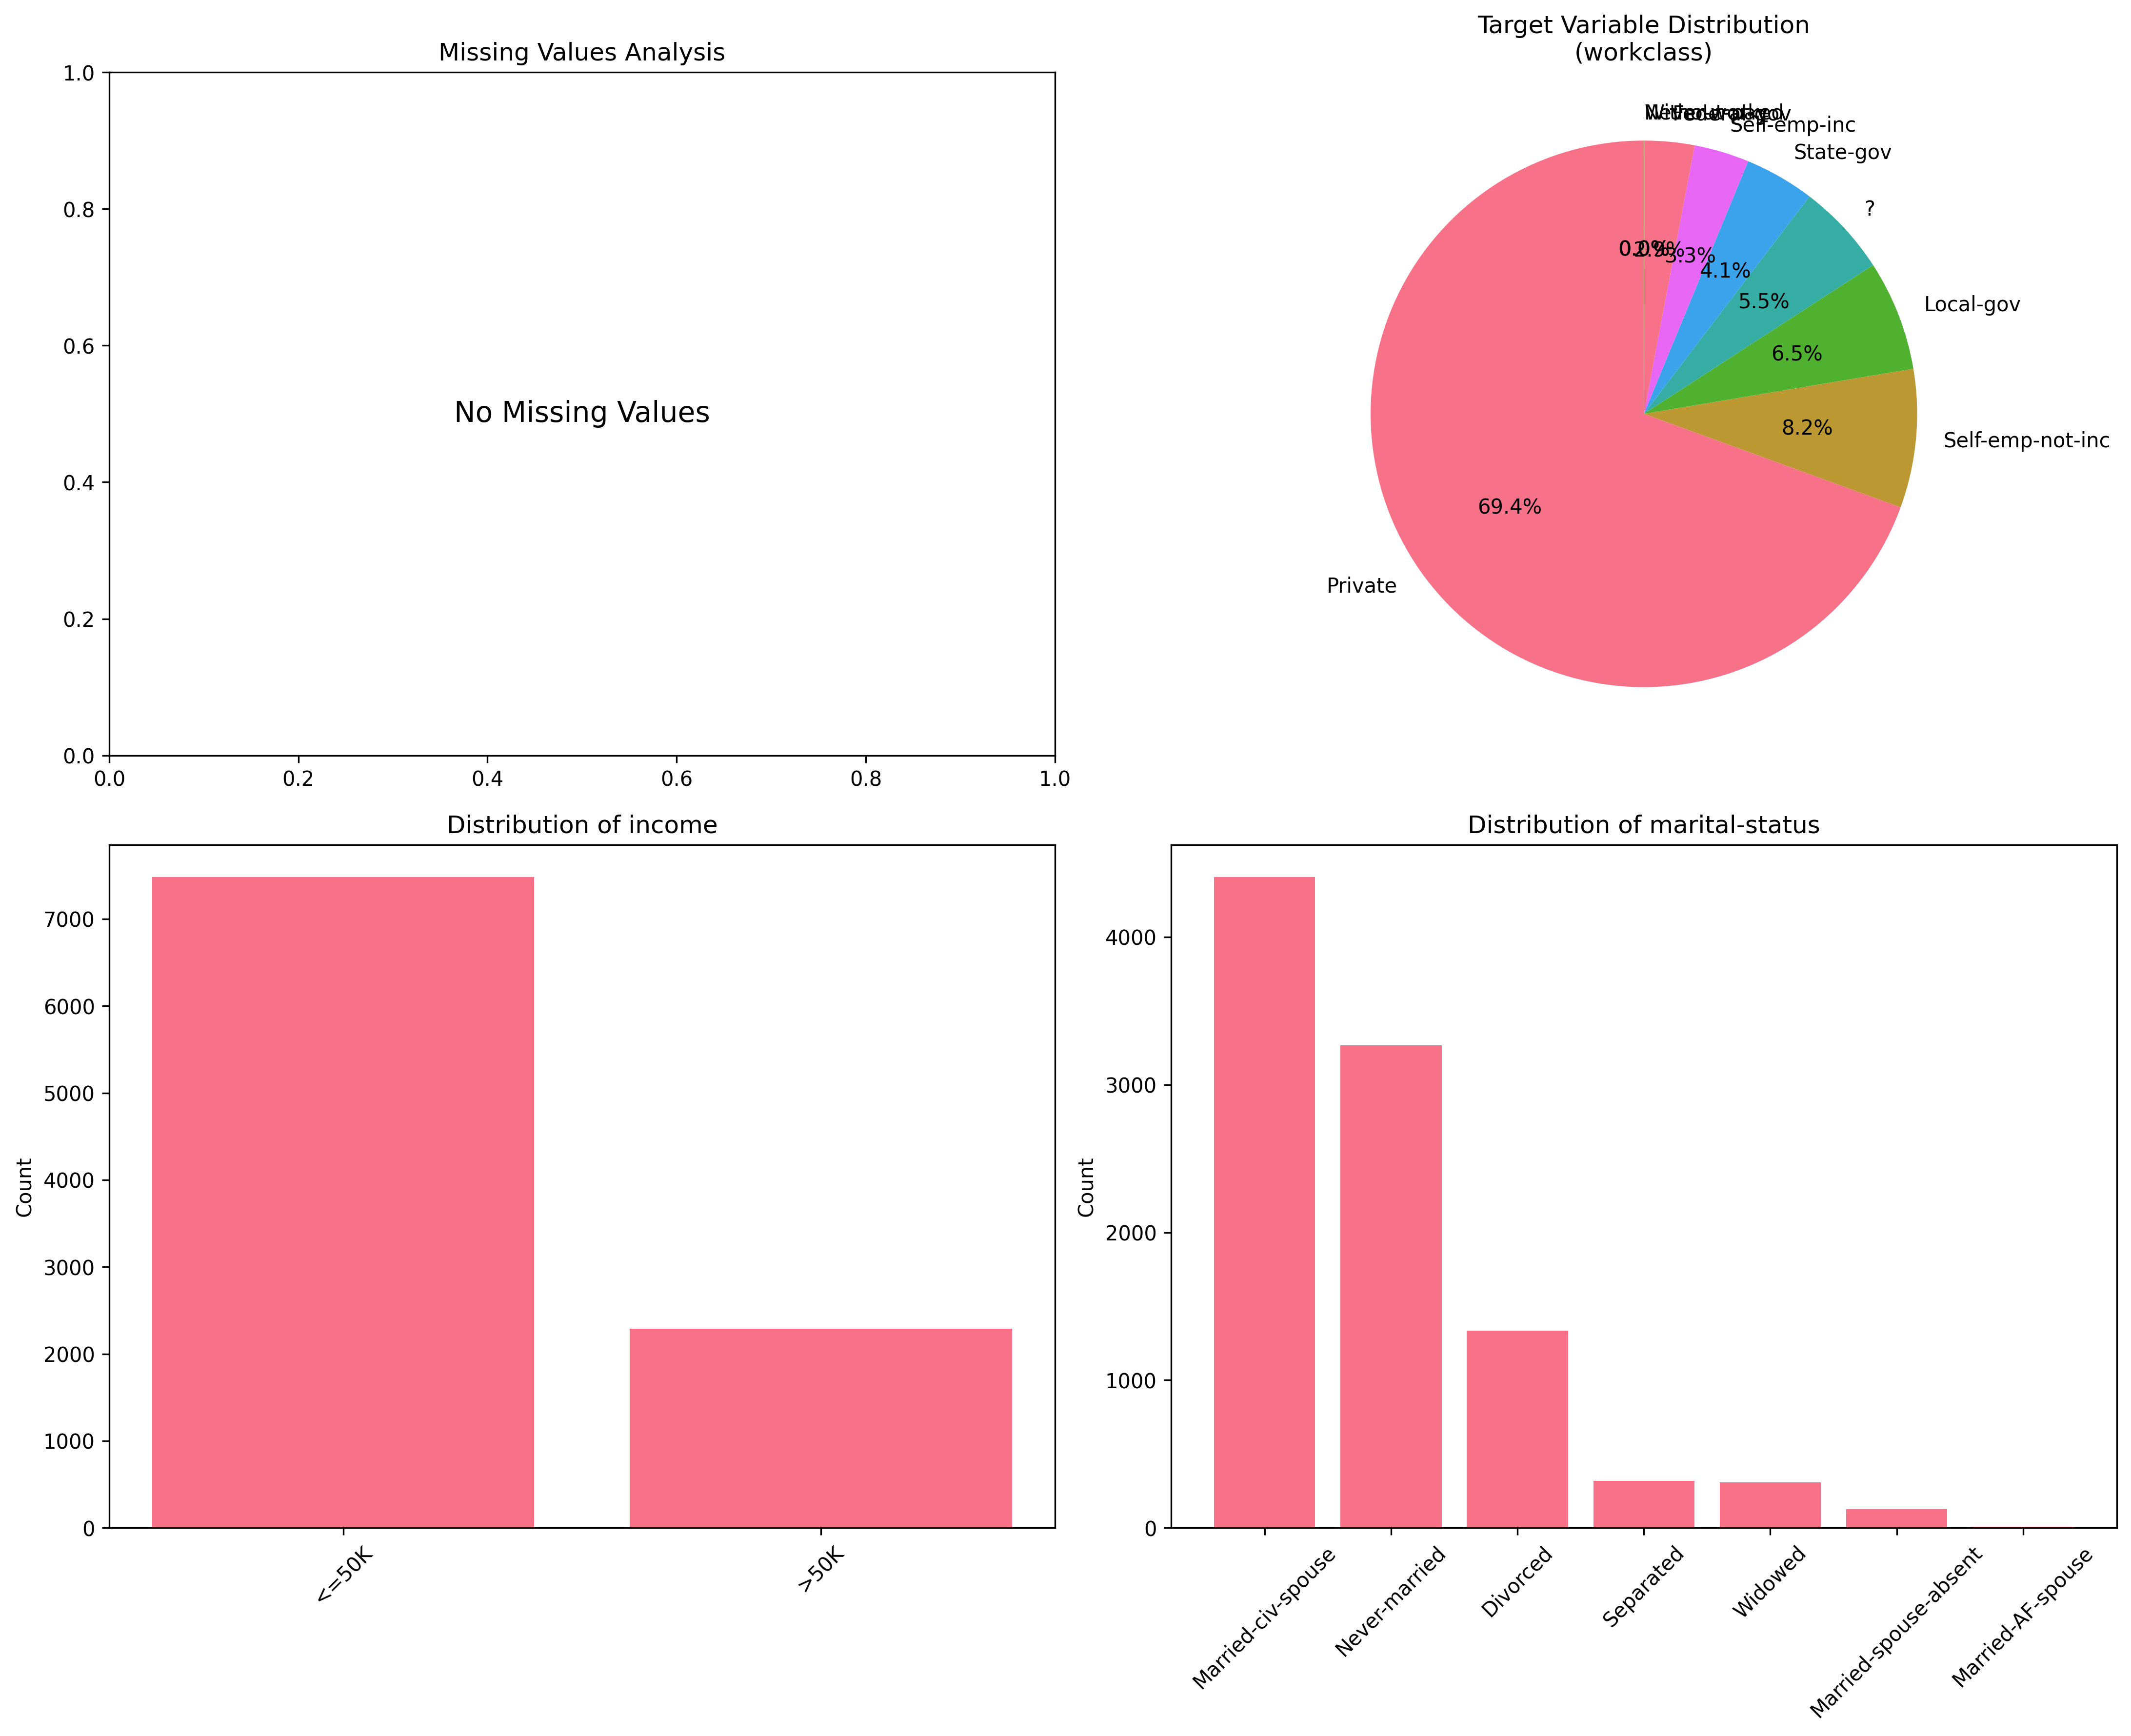 Missing Values Analysis
1.0
0.8
0.6
0.4
0.2
0.0
No Missing Values
0.0 0.2 0.4 0.6 0.8 1.0
Target Variable Distribution
(workclass)
Self-emp-inc
State-gov
?
Local-gov
Self-emp-not-inc
Private
3.3%
4.1%
5.5%
6.5%
8.2%
69.4%
Distribution of income
Count
7000
6000
5000
4000
3000
2000
1000
0
<=50K
>50K
Distribution of marital-status
Count
4000
3000
2000
1000
0
Married-civ-spouse
Never-married
Divorced
Separated
Widowed
Married-spouse-absent
Married-AF-spouse